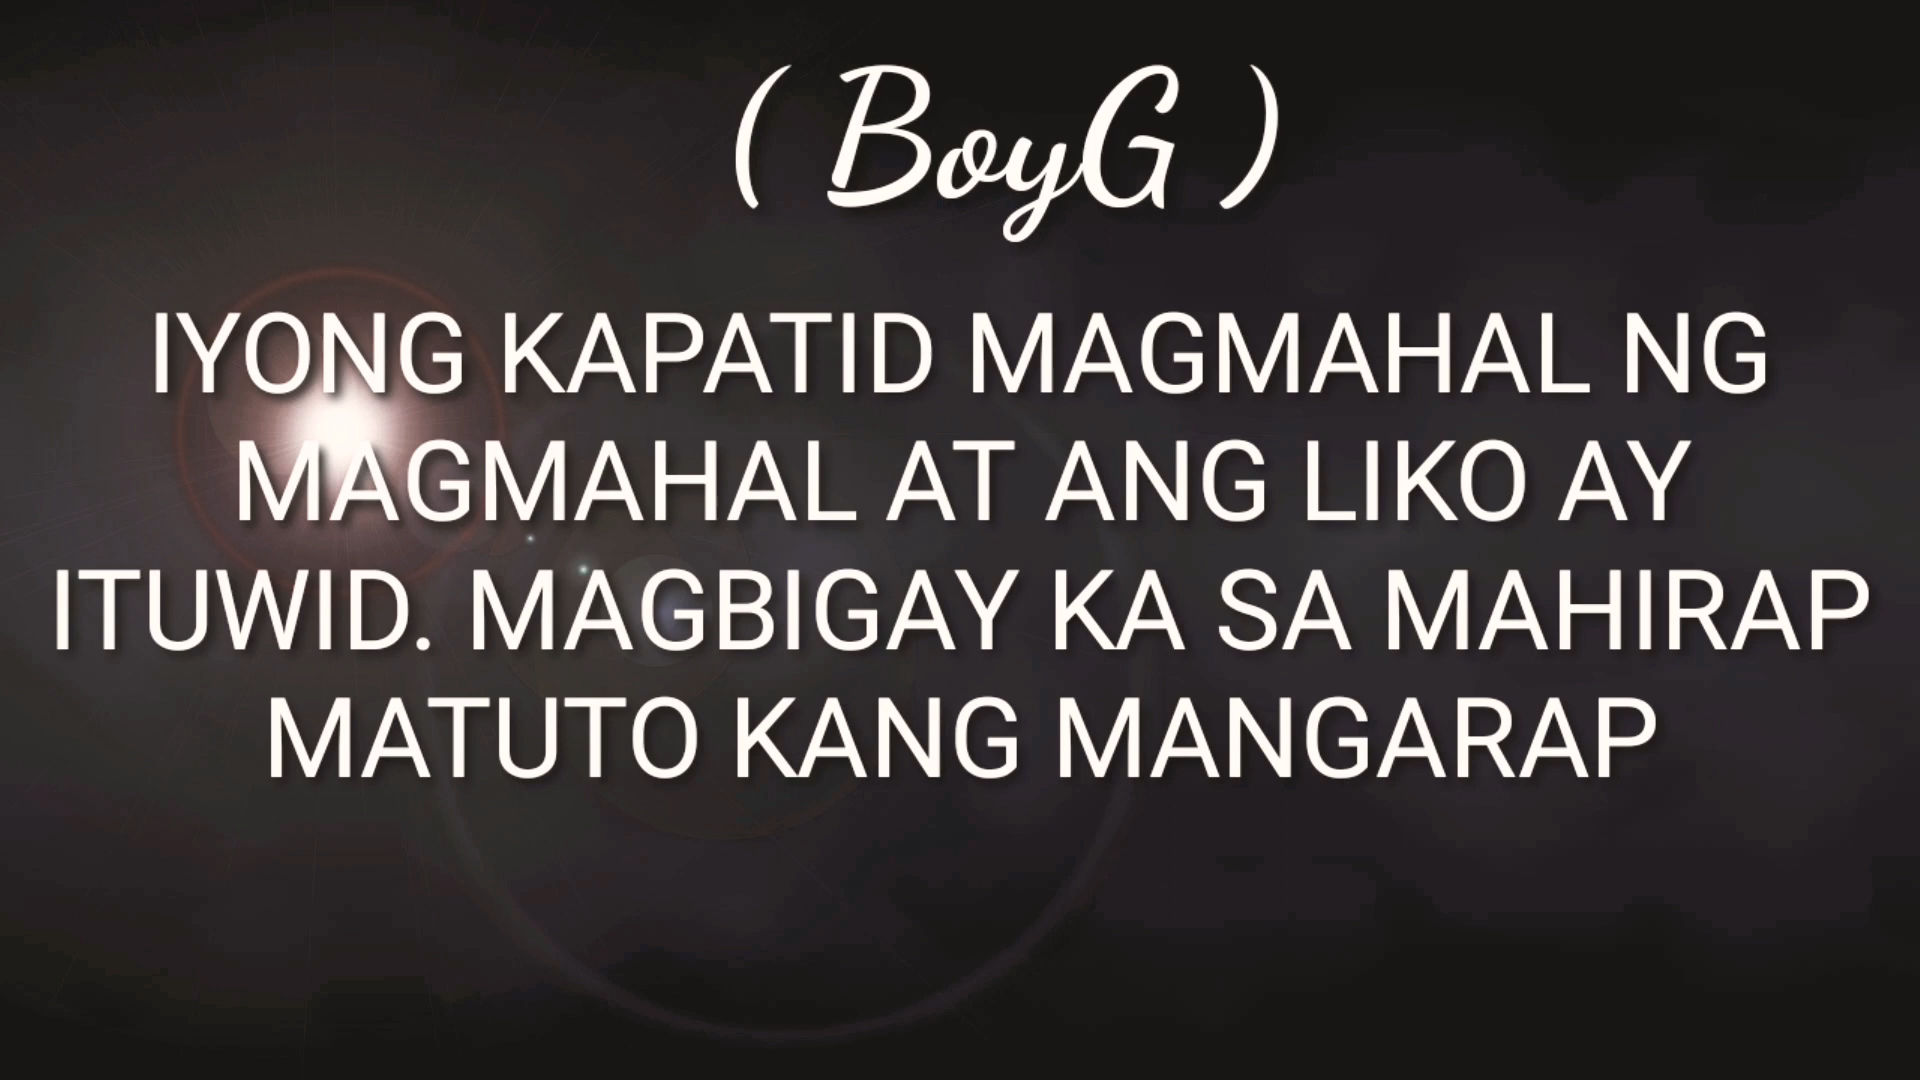 ( BoyG )
IYONG KAPATID MAGMAHAL NG
MAGMAHAL AT ANG LIKO AY
ITUWID. MAGBIGAY KA SA MAHIRAP
MATUTO KANG MANGARAP